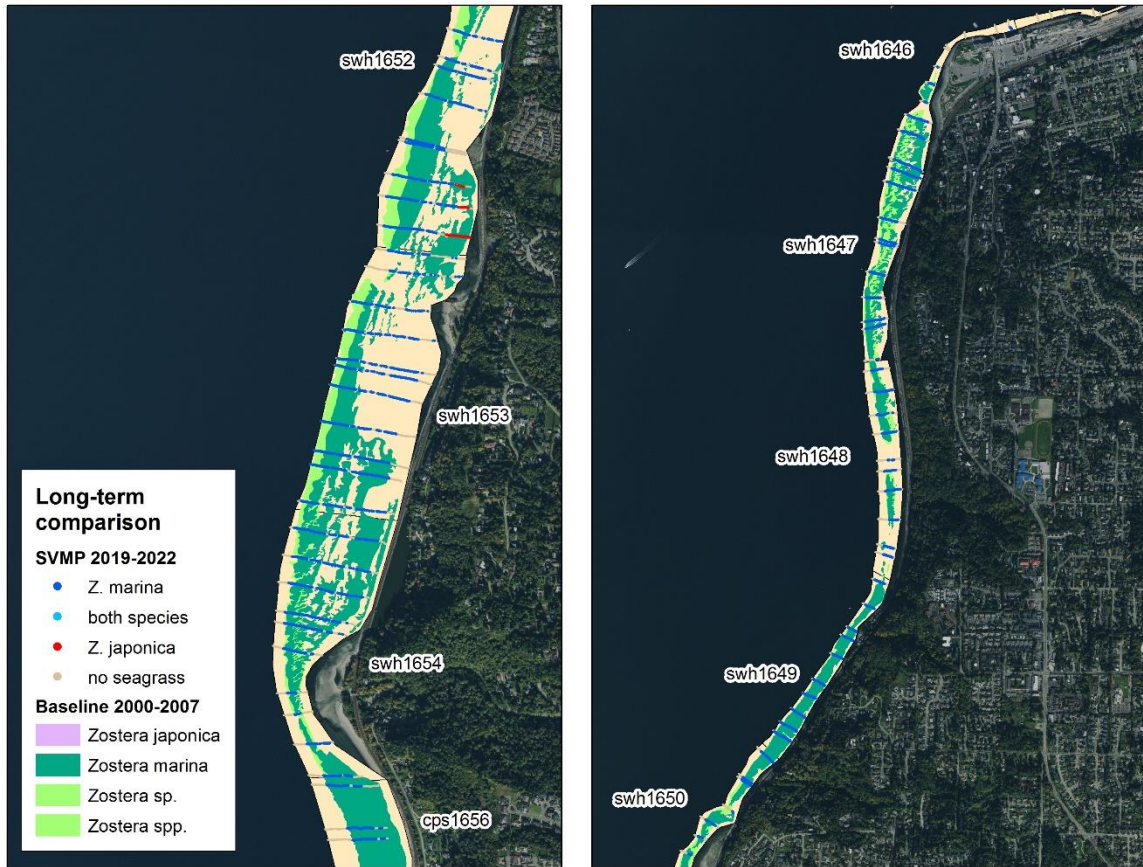 swh1652
swh1653
swh1654
cps1656
Long-term
comparison
SVMP 2019-2022
Z. marina
both species
Z. japonica
no seagrass
Baseline 2000-2007
Zostera japonica
Zostera marina
Zostera sp.
Zostera spp.
swh1646
swh1647
swh1648
swh1649
swh1650